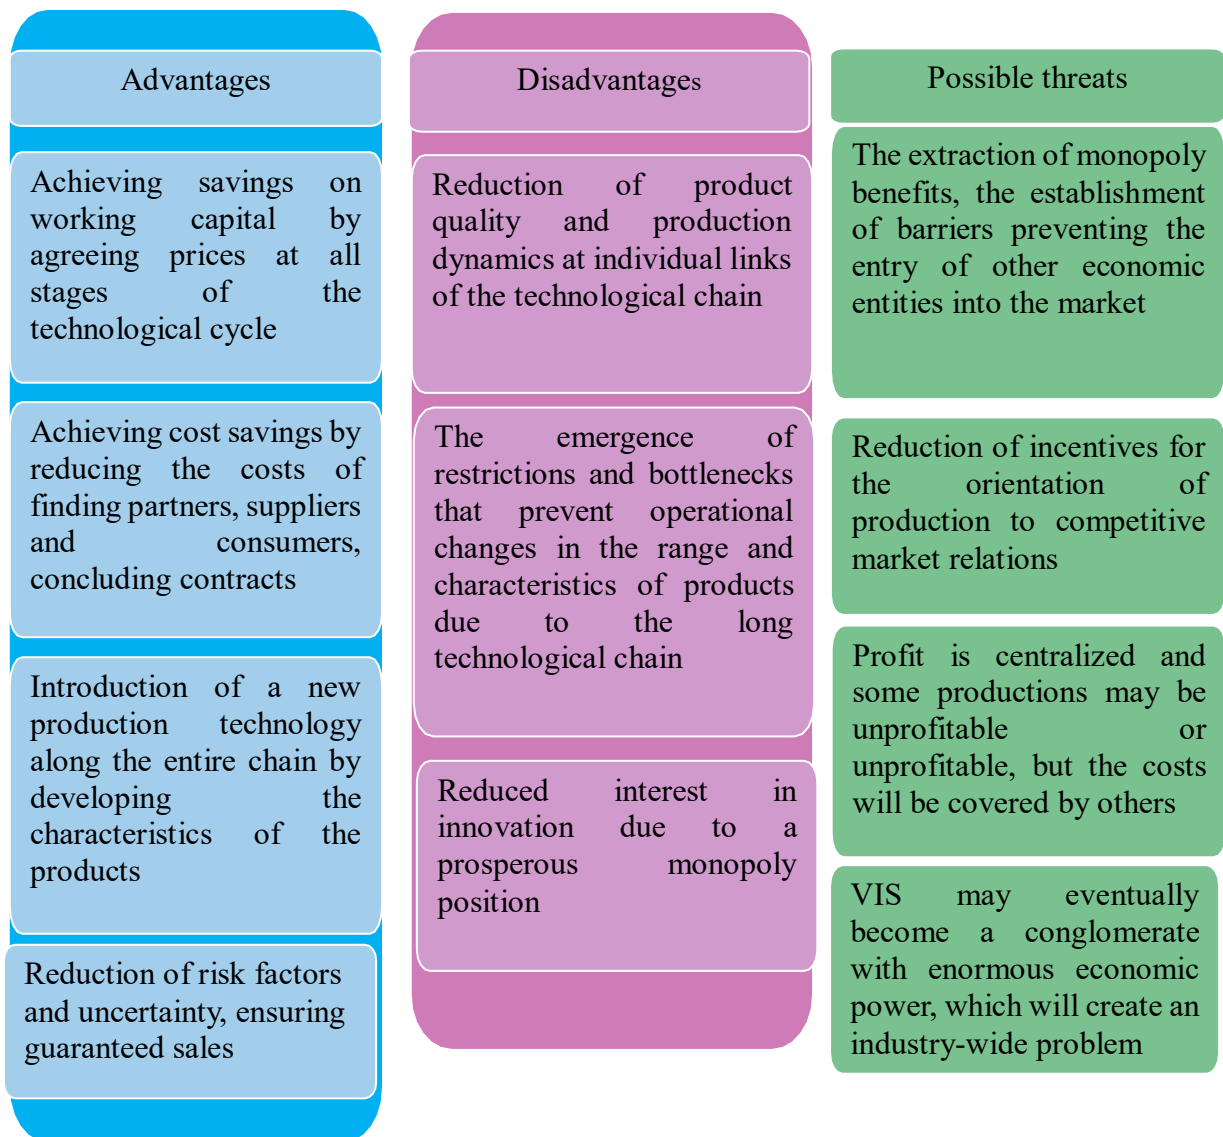 Advantages
Achieving savings on
working capital by
agreeing prices at all
stages of the
technological cycle
Achieving cost savings by
reducing the costs of
finding partners, suppliers
and consumers,
concluding contracts
Introduction of a new
production technology
along the entire chain by
developing the
characteristics of the
products
Reduction of risk factors
and uncertainty, ensuring
guaranteed sales
Disadvantages
Reduction of product
quality and production
dynamics at individual links
of the technological chain
The emergence of
restrictions and bottlenecks
that prevent operational
changes in the range and
characteristics of products
due to the long
technological chain
Reduced interest in
innovation due to a
prosperous monopoly
position
Possible threats
The extraction of monopoly
benefits, the establishment
of barriers preventing the
entry of other economic
entities into the market
Reduction of incentives for
the orientation of
production to competitive
market relations
Profit is centralized and
some productions may be
unprofitable or
unprofitable, but the costs
will be covered by others
VIS may eventually
become a conglomerate
with enormous economic
power, which will create an
industry-wide problem